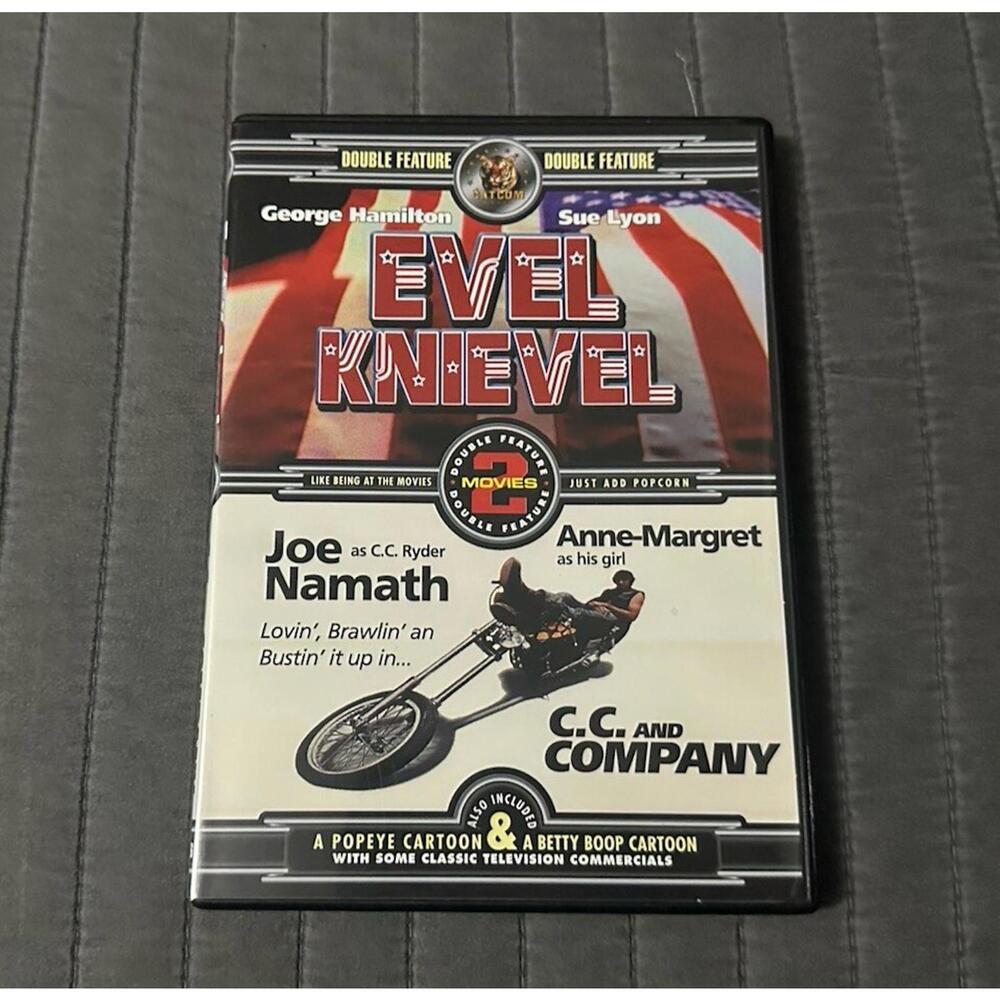 DOUBLE FEATURE DOUBLE FEATURE
CATCOM
George Hamilton Sue Lyon
EVEL
KNIEVEL
DOUBLE FEATURE
LIKE BEING AT THE MOVIES 2 MOVIES JUST ADD POPCORN
DOUBLE FEATURE
Joe as C.C. Ryder
Namath
Anne-Margret
as his girl
Lovin', Brawlin' an
Bustin' it up in...
C.C. AND
COMPANY
ALSO INCLUDED
A POPEYE CARTOON & A BETTY BOOP CARTOON
WITH SOME CLASSIC TELEVISION COMMERCIALS